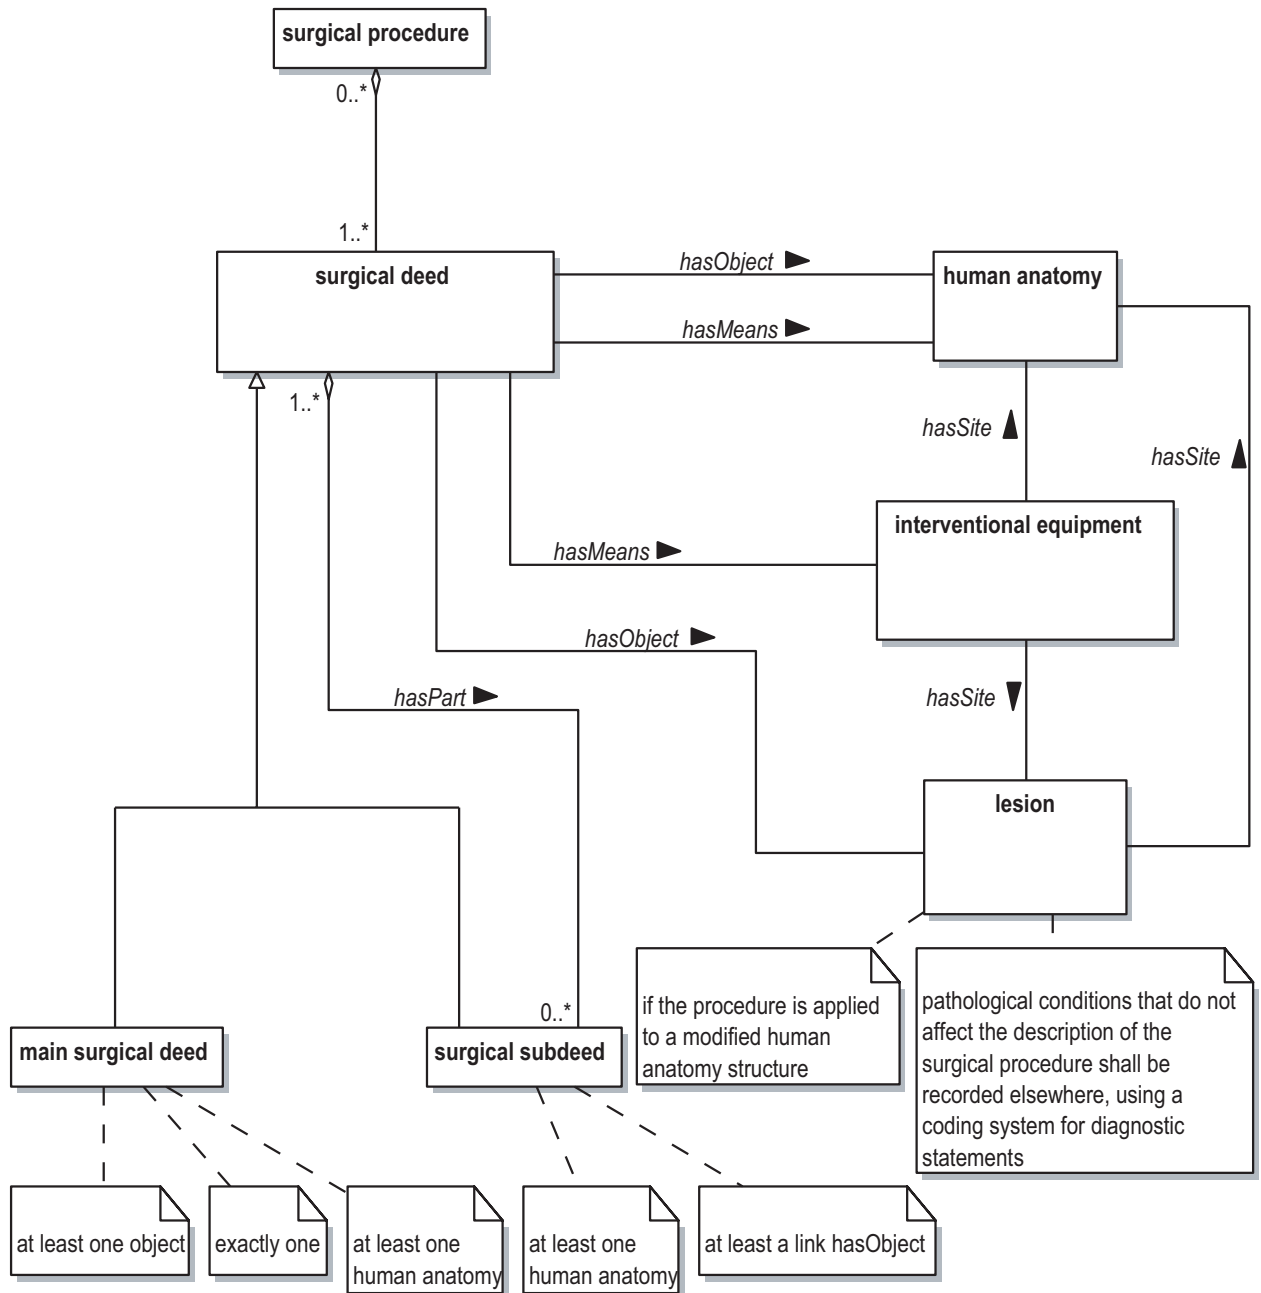 surgical procedure
0..*
1..*
surgical deed
hasObject
human anatomy
hasMeans
1..*
hasSite
hasSite
interventional equipment
hasMeans
hasObject
hasPart
hasSite
lesion
0..*
main surgical deed
surgical subdeed
if the procedure is applied
to a modified human
anatomy structure
pathological conditions that do not
affect the description of the
surgical procedure shall be
recorded elsewhere, using a
coding system for diagnostic
statements
at least one object
exactly one
at least one
human anatomy
at least one
human anatomy
at least a link hasObject